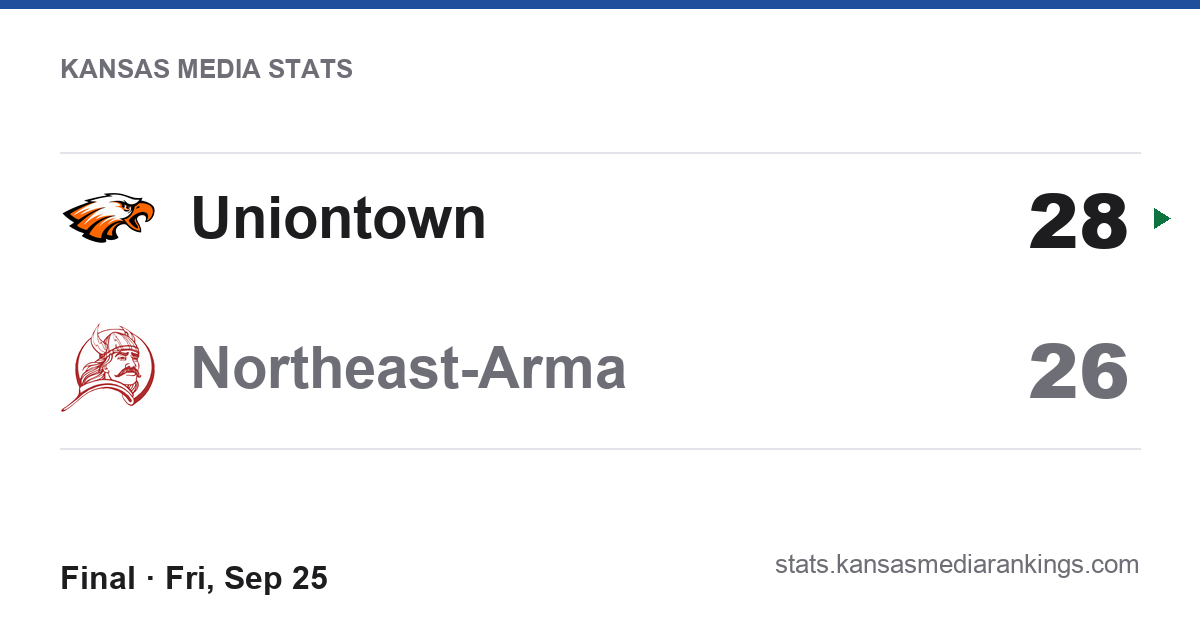 KANSAS MEDIA STATS
Uniontown 28
Northeast-Arma 26
Final · Fri, Sep 25
stats.kansasmediarankings.com